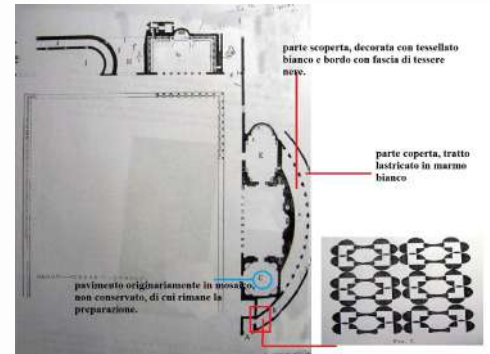 parte scoperta, decorata con tessellato
bianco e bordo con fascia di tessere
nere.
parte coperta, tratto
lastricato in marmo
bianco
E
C
pavimento originariamente in mosaico,
non conservato, di cui rimane la
preparazione.
B
A